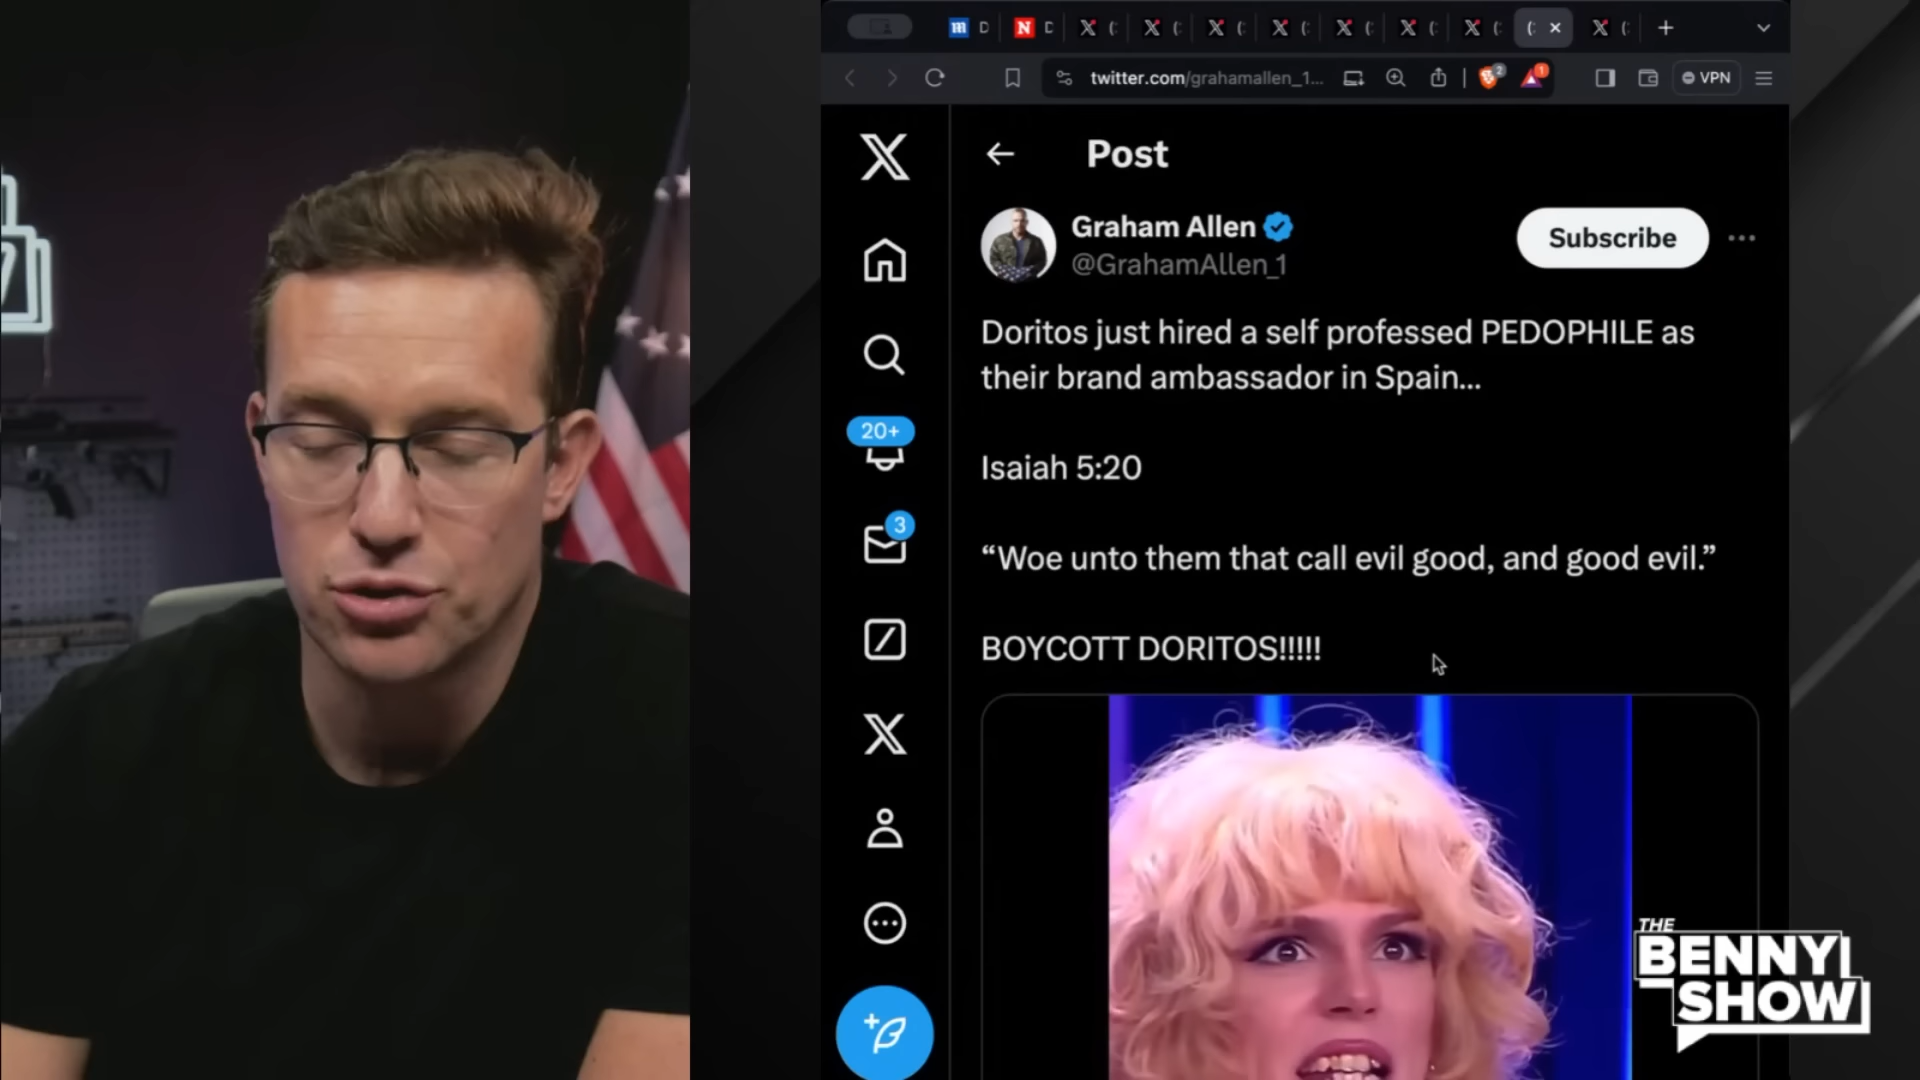 D
D
twitter.com/grahamallen_1...
2
1
VPN
Post
Graham Allen
@GrahamAllen_1
Subscribe
Doritos just hired a self professed PEDOPHILE as
their brand ambassador in Spain...
Isaiah 5:20
“Woe unto them that call evil good, and good evil.”
BOYCOTT DORITOS!!!!!
20+
3
THE
BENNY
SHOW